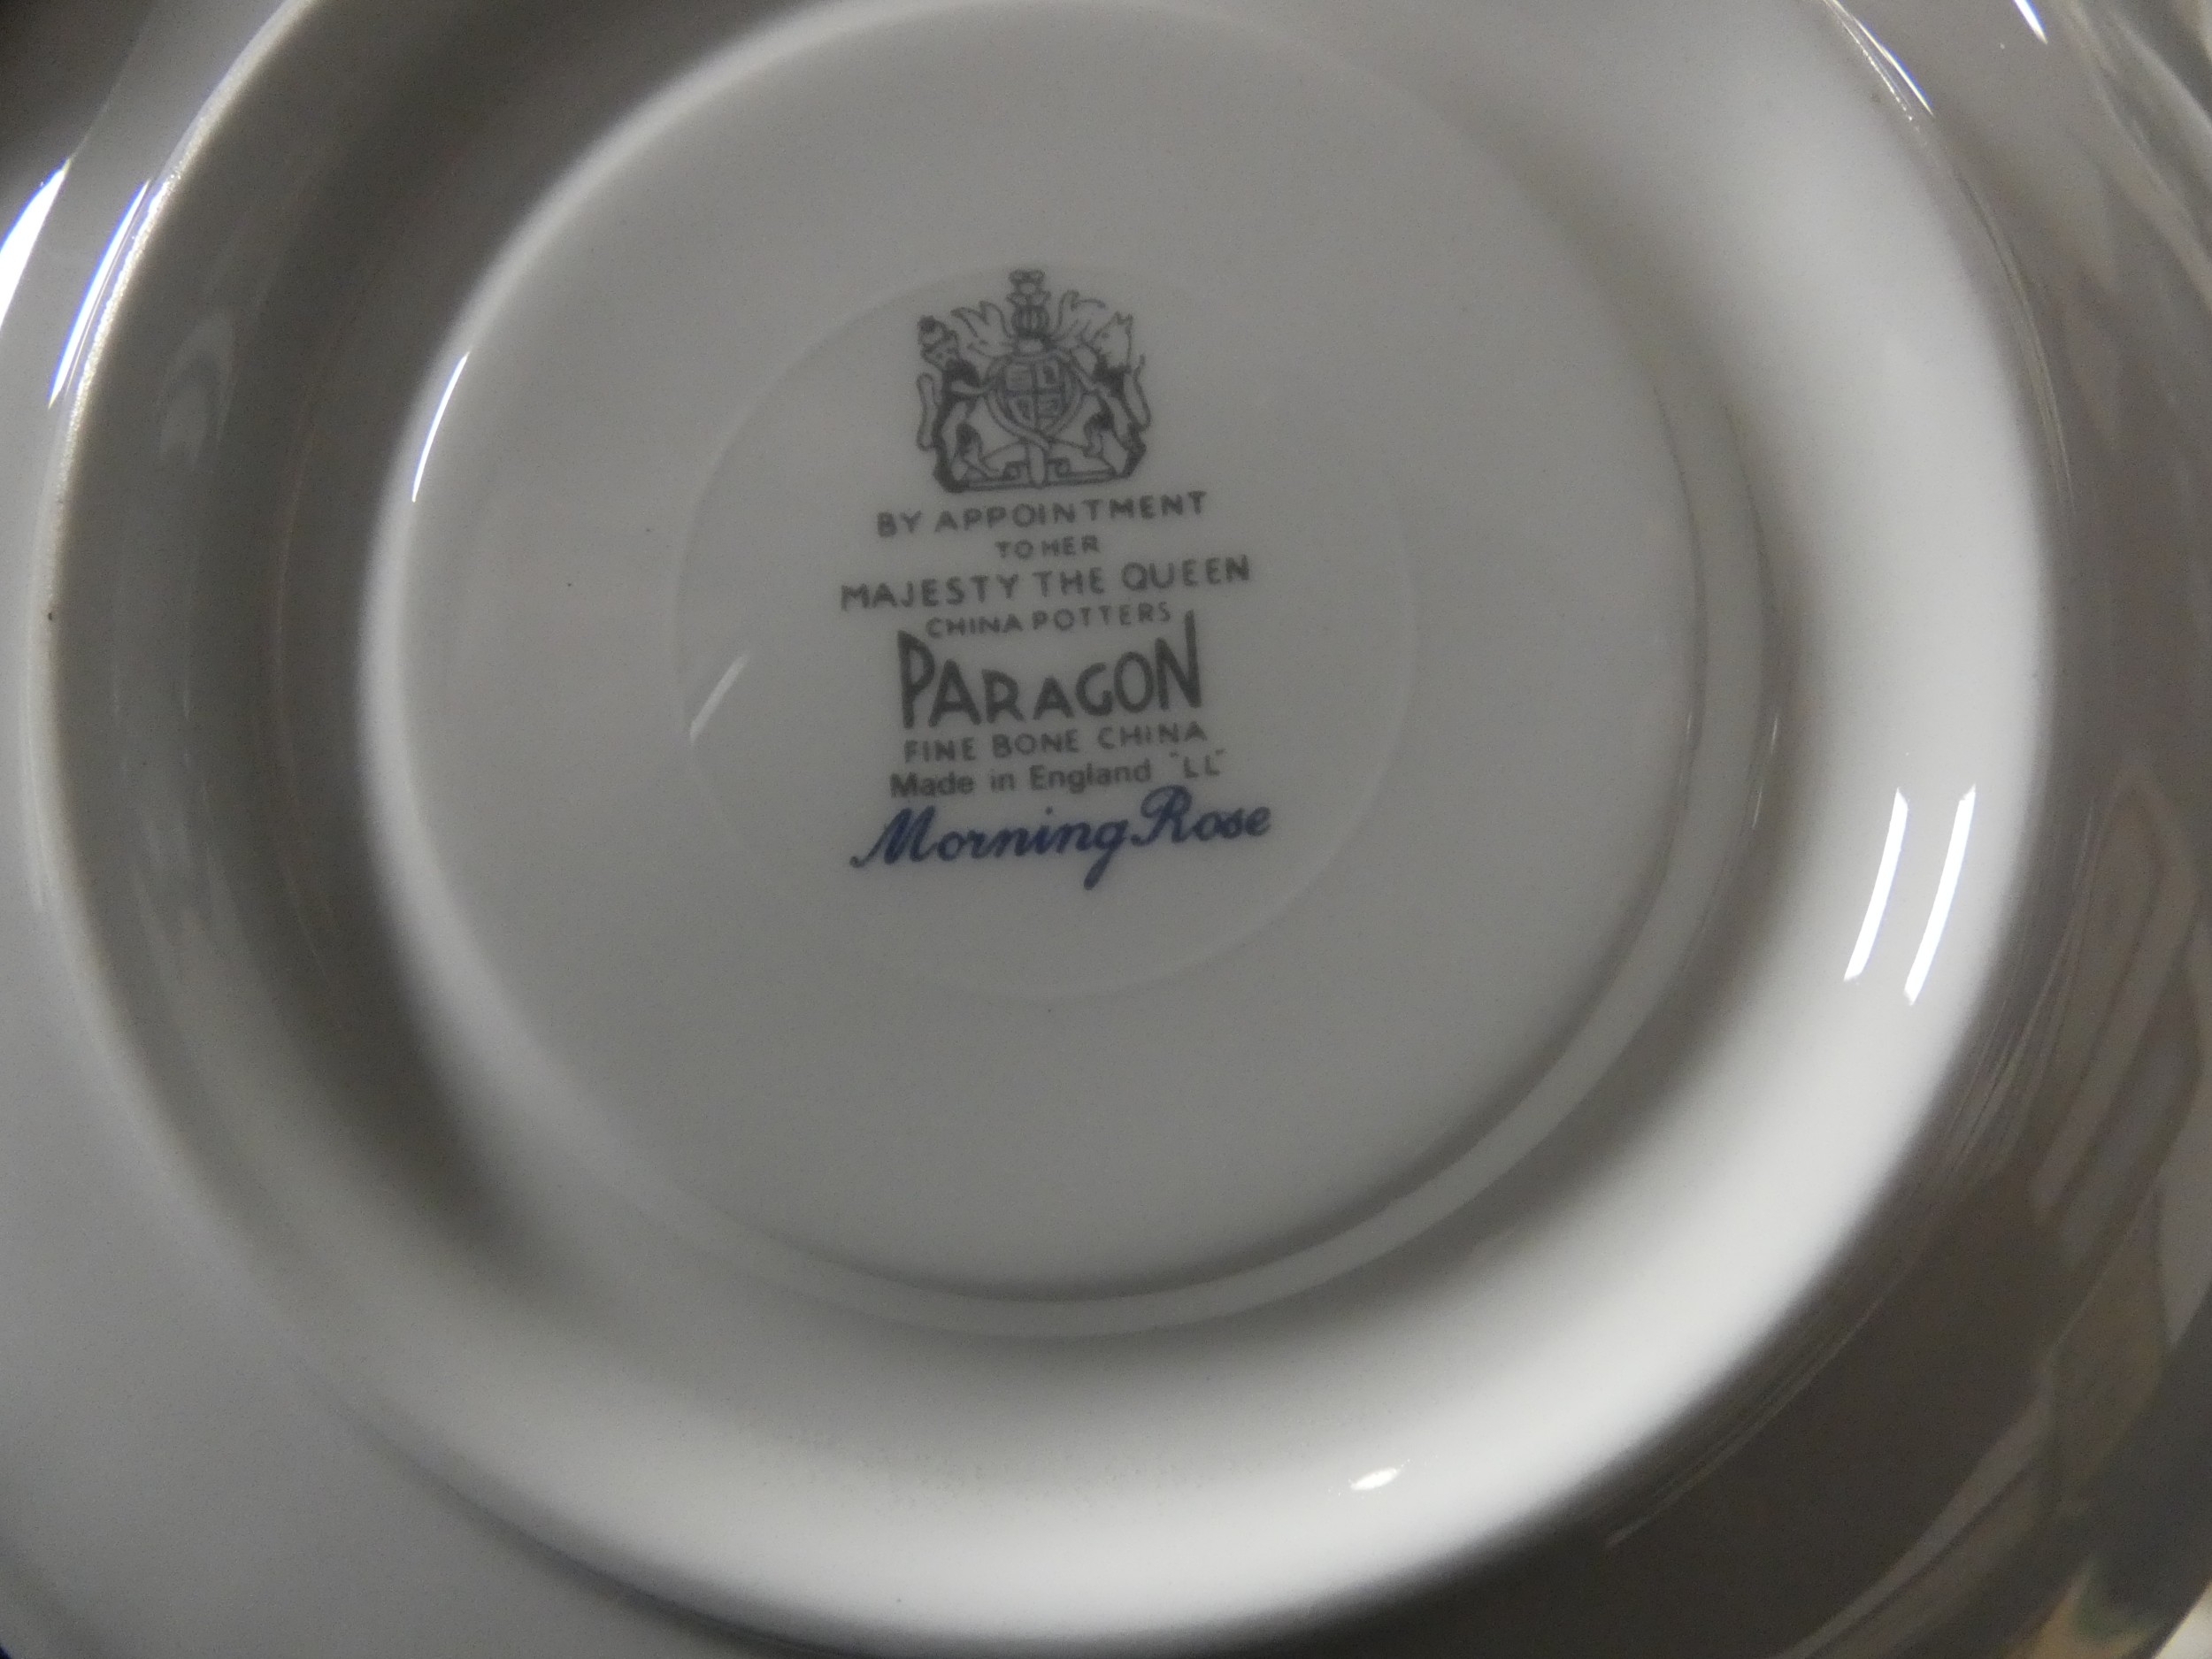 BY APPOINTMENT
TO HER
MAJESTY THE QUEEN
CHINA POTTERS
PARAGON
FINE BONE CHINA
Made in England "LL"
Morning Rose